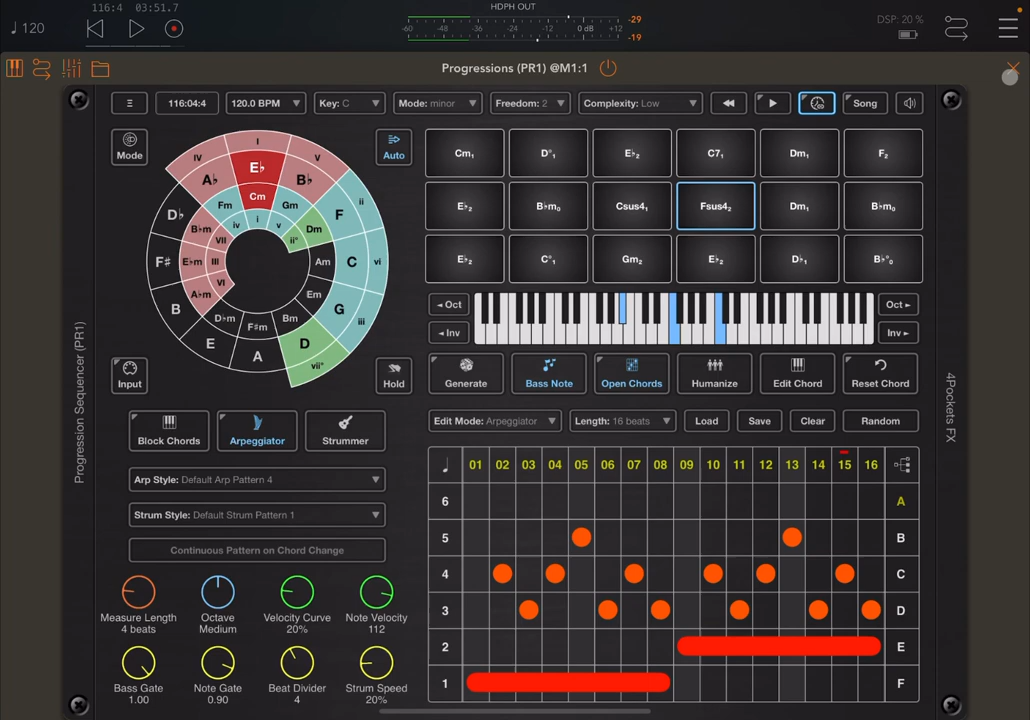 116:4 03:51.7
♩120
HDPH OUT
-60 -48 -36 -24 -12 0 dB +12
-29
-19
DSP: 20 %
Progressions (PR1) @M1:1
116:04:4 120.0 BPM Key: C Mode: minor Freedom: 2 Complexity: Low Song
Mode
Auto
I
IV V
E♭
A♭ B♭
Cm
Fm Gm
iv i v
ii
D♭ F
B♭m Dm
VII ii°
F# E♭m III Am C vi
VI
A♭m Em
B D♭m F#m Bm G iii
E A D
vii°
Input
Hold
Cm1 D°1 E♭2 C71 Dm1 F2
E♭2 B♭m0 Csus41 Fsus42 Dm1 B♭m0
E♭2 C°1 Gm2 E♭2 D♭1 B♭°0
◄ Oct Oct ►
◄ Inv Inv ►
Generate Bass Note Open Chords Humanize Edit Chord Reset Chord
Edit Mode: Arpeggiator Length: 16 beats Load Save Clear Random
Block Chords Arpeggiator Strummer
Arp Style: Default Arp Pattern 4
Strum Style: Default Strum Pattern 1
Continuous Pattern on Chord Change
Measure Length
4 beats
Octave
Medium
Velocity Curve
20%
Note Velocity
112
Bass Gate
1.00
Note Gate
0.90
Beat Divider
4
Strum Speed
20%
♩ 01 02 03 04 05 06 07 08 09 10 11 12 13 14 15 16
6 A
5 B
4 C
3 D
2 E
1 F
Progression Sequencer (PR1)
4Pockets FX